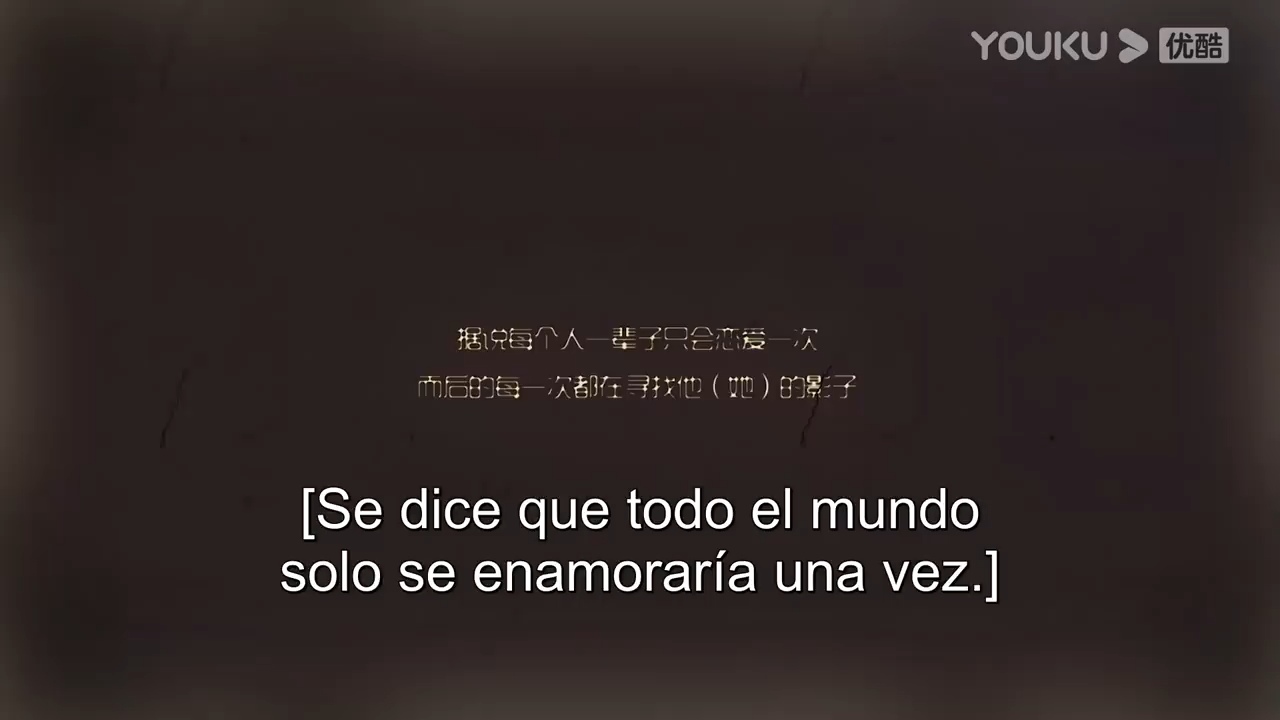 YOUKU 优酷
据说每个人一辈子只会恋爱一次
而后的每一次都在寻找他（她）的影子
[Se dice que todo el mundo
solo se enamoraría una vez.]